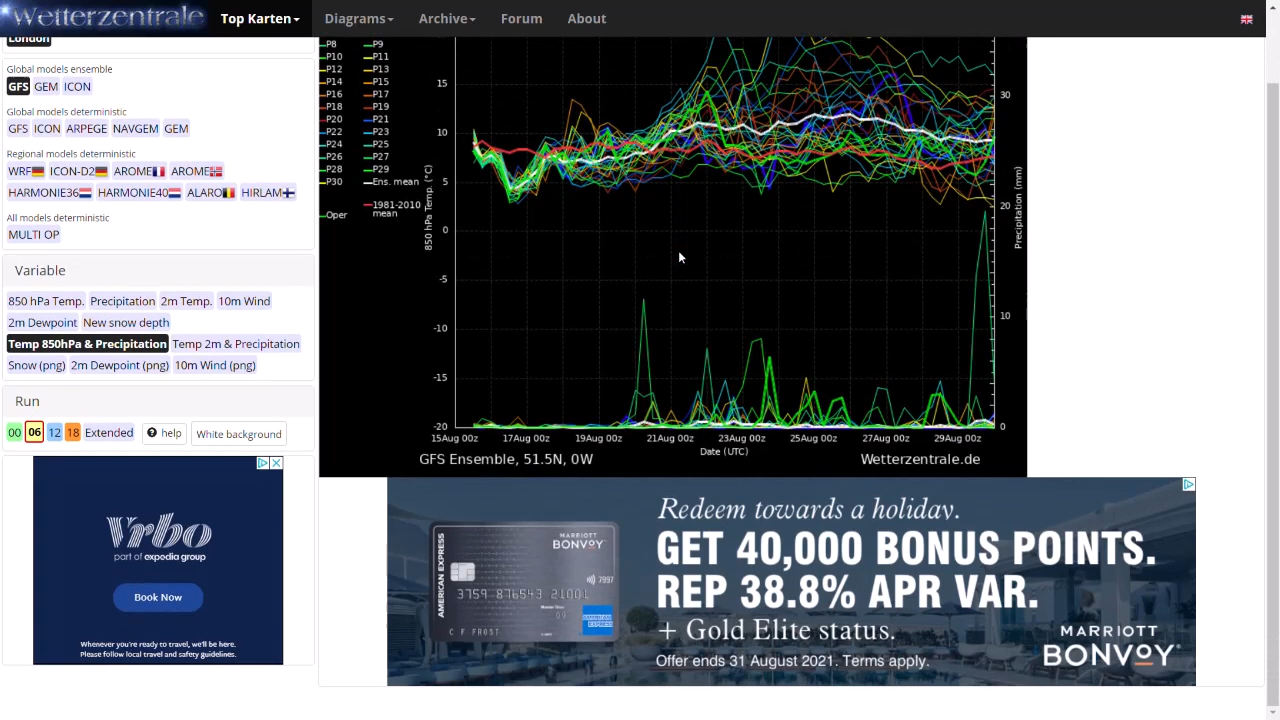 Wetterzentrale
Top Karten
Diagrams
Archive
Forum
About
London
Global models ensemble
GFS GEM ICON
Global models deterministic
GFS ICON ARPEGE NAVGEM GEM
Regional models deterministic
WRF ICON-D2 AROME AROME
HARMONIE36 HARMONIE40 ALARO HIRLAM
All models deterministic
MULTI OP
Variable
850 hPa Temp. Precipitation 2m Temp. 10m Wind
2m Dewpoint New snow depth
Temp 850hPa & Precipitation Temp 2m & Precipitation
Snow (png) 2m Dewpoint (png) 10m Wind (png)
Run
00 06 12 18 Extended help White background
Vrbo
part of expedia group
Book Now
Whenever you're ready to travel, we'll be here.
Please follow local travel and safety guidelines.
P8 P9
P10 P11
P12 P13
P14 P15
P16 P17
P18 P19
P20 P21
P22 P23
P24 P25
P26 P27
P28 P29
P30 Ens. mean
Oper 1981-2010
mean
850 hPa Temp. (°C)
15
10
5
0
-5
-10
-15
-20
30
20
10
0
Precipitation (mm)
15Aug 00z 17Aug 00z 19Aug 00z 21Aug 00z 23Aug 00z 25Aug 00z 27Aug 00z 29Aug 00z
Date (UTC)
GFS Ensemble, 51.5N, 0W
Wetterzentrale.de
AMERICAN EXPRESS
MARRIOTT
BONVOY
7997
3759 876543 21001
C F FROST
Redeem towards a holiday.
GET 40,000 BONUS POINTS.
REP 38.8% APR VAR.
+ Gold Elite status.
Offer ends 31 August 2021. Terms apply.
MARRIOTT
BONVOY